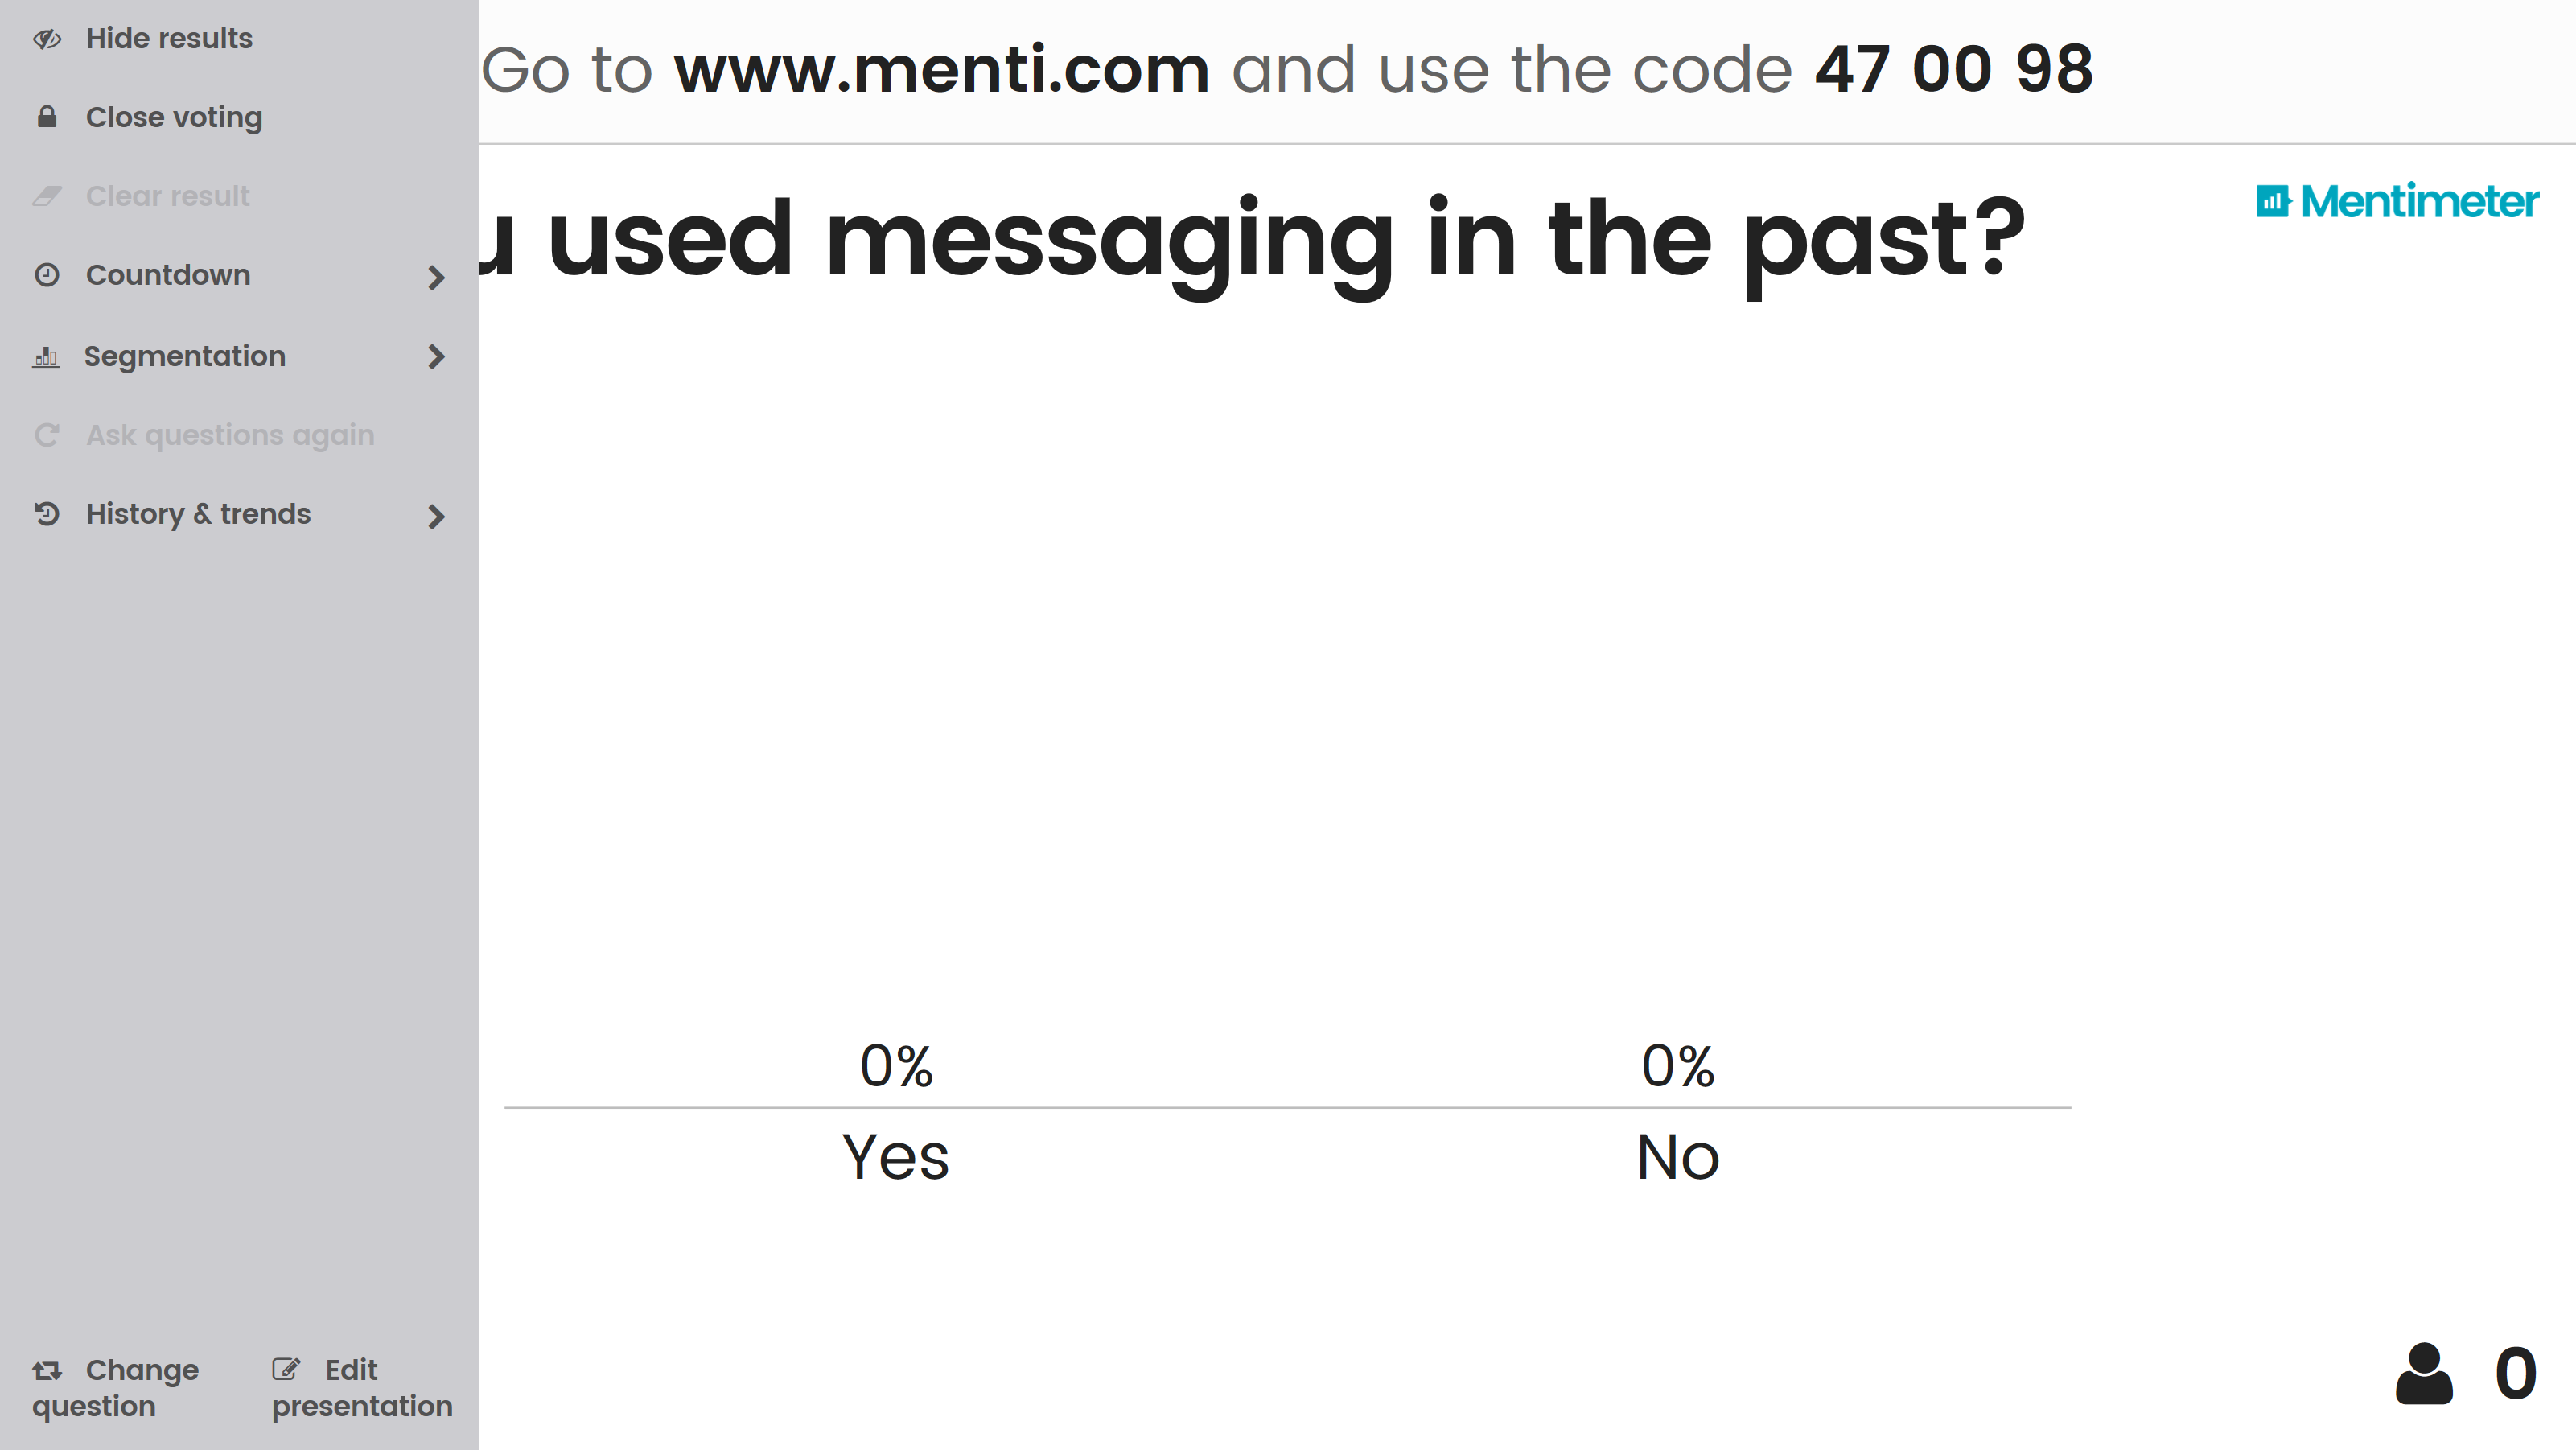 Hide results
Close voting
Clear result
Countdown
Segmentation
Ask questions again
History & trends
Change
question
Edit
presentation
Go to www.menti.com and use the code 47 00 98
u used messaging in the past?
Mentimeter
0%
0%
Yes
No
0